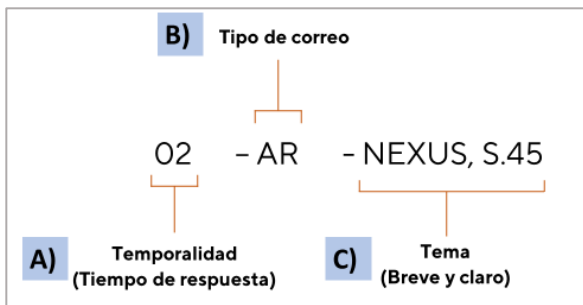 B) Tipo de correo
02 – AR - NEXUS, S.45
A) Temporalidad
(Tiempo de respuesta)
C) Tema
(Breve y claro)